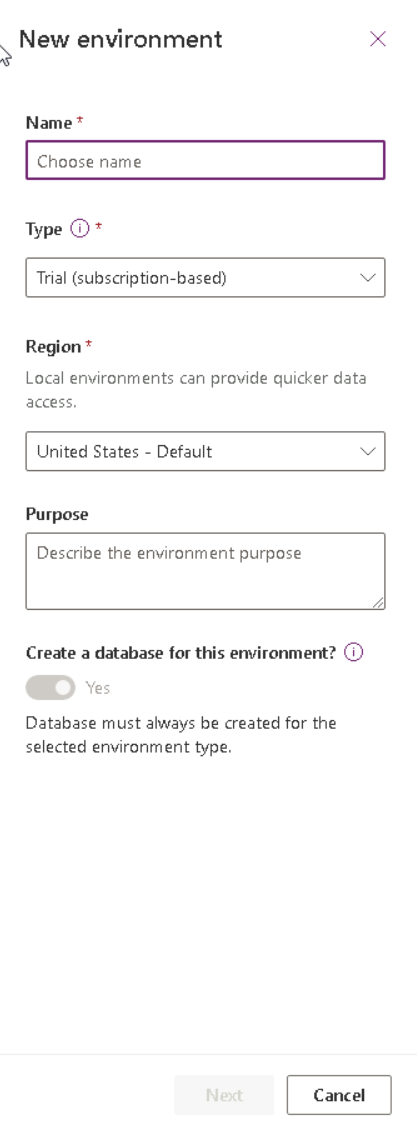 New environment
Name *
Choose name
Type *
Trial (subscription-based)
Region *
Local environments can provide quicker data
access.
United States - Default
Purpose
Describe the environment purpose
Create a database for this environment?
Yes
Database must always be created for the
selected environment type.
Next
Cancel